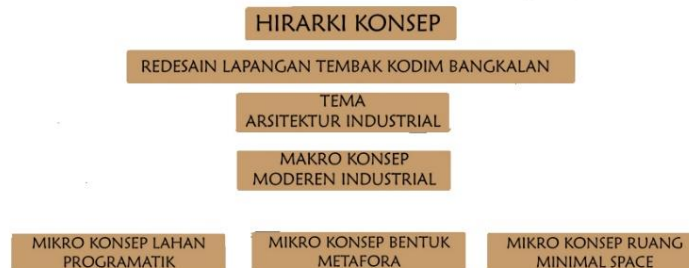 HIRARKI KONSEP
REDESAIN LAPANGAN TEMBAK KODIM BANGKALAN
TEMA
ARSITEKTUR INDUSTRIAL
MAKRO KONSEP
MODEREN INDUSTRIAL
MIKRO KONSEP LAHAN
PROGRAMATIK
MIKRO KONSEP BENTUK
METAFORA
MIKRO KONSEP RUANG
MINIMAL SPACE